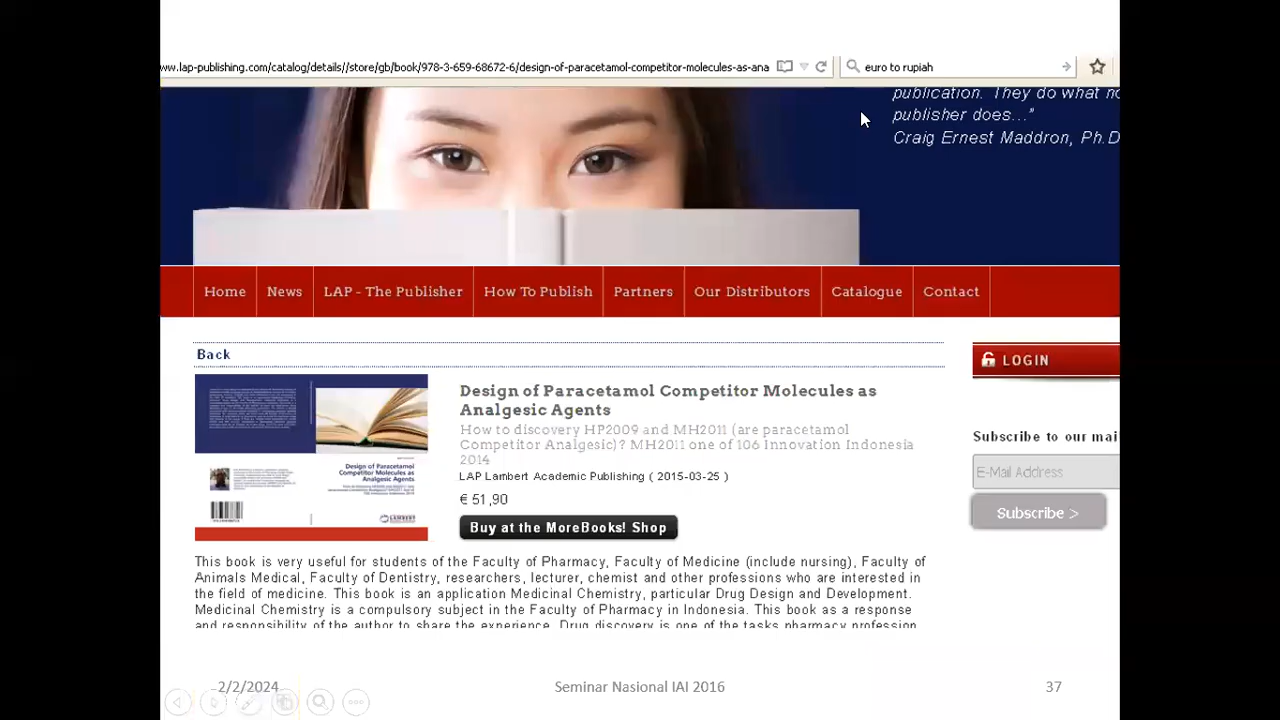 ww.lap-publishing.com/catalog/details//store/gb/book/978-3-659-68672-6/design-of-paracetamol-competitor-molecules-as-ana
euro to rupiah
publication. They do what no
publisher does..."
Craig Ernest Maddron, Ph.D
Home News LAP - The Publisher How To Publish Partners Our Distributors Catalogue Contact
Back
LOGIN
Design of Paracetamol Competitor Molecules as
Analgesic Agents
How to discovery HP2009 and MH2011 (are paracetamol
Competitor Analgesic)? MH2011 one of 106 Innovation Indonesia
2014
LAP Lambert Academic Publishing ( 2015-03-25 )
€ 51,90
Buy at the MoreBooks! Shop
Design of Paracetamol
Competitor Molecules as
Analgesic Agents
Subscribe to our mai
E-Mail Address
Subscribe >
This book is very useful for students of the Faculty of Pharmacy, Faculty of Medicine (include nursing), Faculty of
Animals Medical, Faculty of Dentistry, researchers, lecturer, chemist and other professions who are interested in
the field of medicine. This book is an application Medicinal Chemistry, particular Drug Design and Development.
Medicinal Chemistry is a compulsory subject in the Faculty of Pharmacy in Indonesia. This book as a response
and responsibility of the author to share the experience. Drug discovery is one of the tasks pharmacy profession
2/2/2024
Seminar Nasional IAI 2016
37